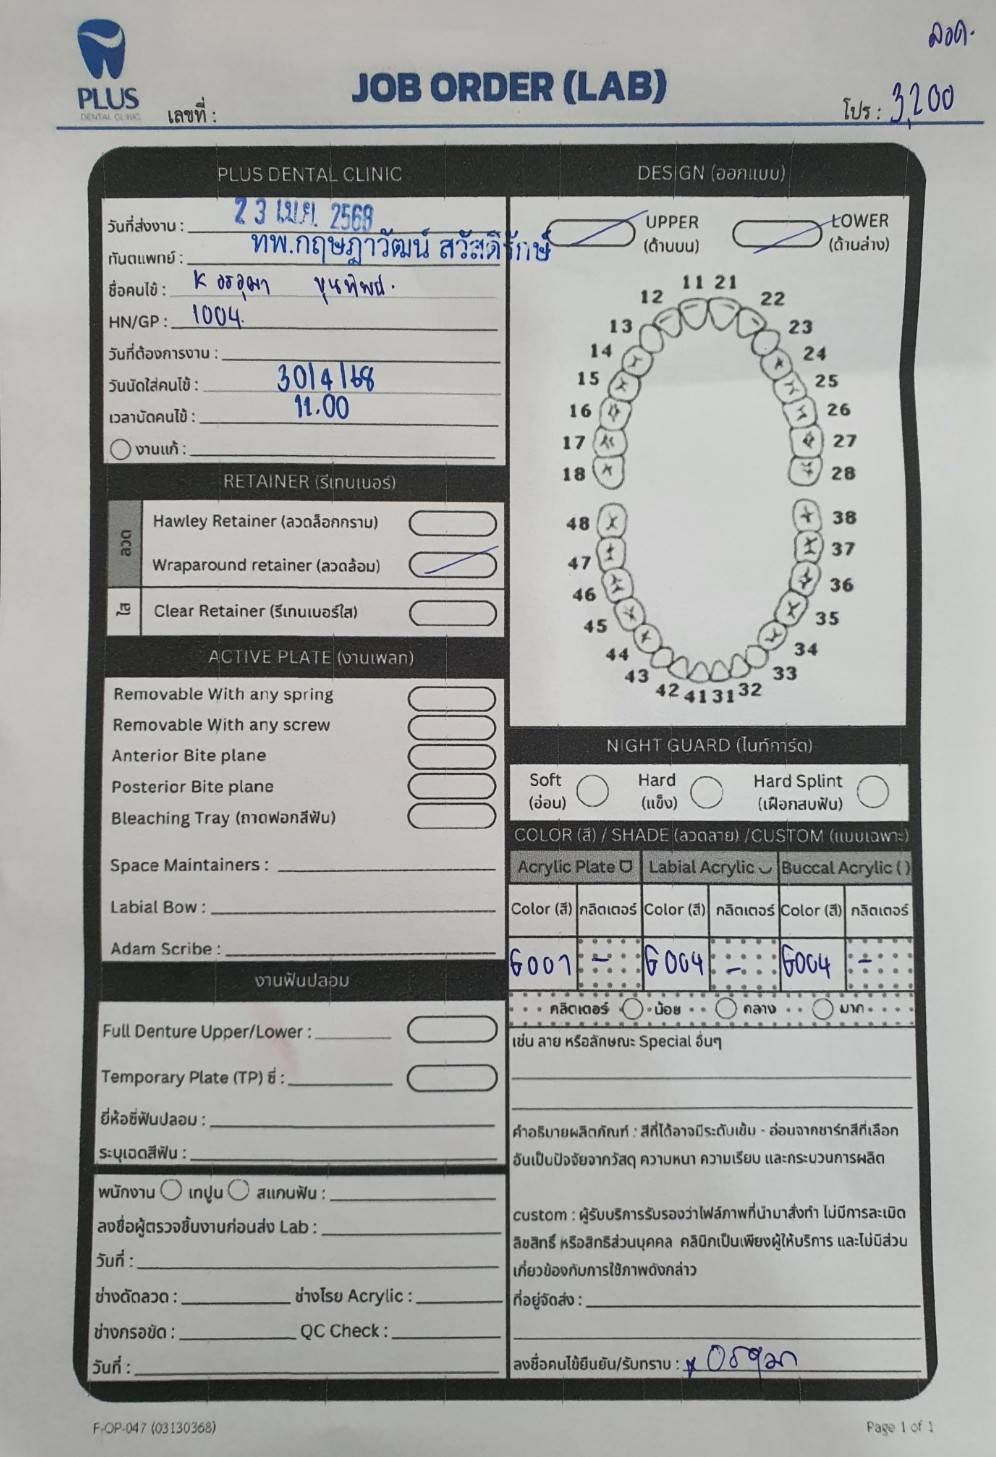 ลวด.
PLUS
DENTAL CLINIC
JOB ORDER (LAB)
เลขที่ :
โปร : 3,200
PLUS DENTAL CLINIC
วันที่ส่งงาน : 23 เม.ย. 2568
ทันตแพทย์ : ทพ.กฤษฎาวัฒน์ สวัสดิรักษ์
ชื่อคนไข้ : K อรอุมา
HN/GP : 1004
วันที่ต้องการงาน :
วันนัดใส่คนไข้ : 30/4/68
เวลานัดคนไข้ : 11.00
งานแก้ :
RETAINER (รีเทนเนอร์)
ลวด
Hawley Retainer (ลวดล็อกกราม)
Wraparound retainer (ลวดล้อม)
ใส
Clear Retainer (รีเทนเนอร์ใส)
ACTIVE PLATE (งานเพลท)
Removable With any spring
Removable With any screw
Anterior Bite plane
Posterior Bite plane
Bleaching Tray (ถาดฟอกสีฟัน)
Space Maintainers :
Labial Bow :
Adam Scribe :
งานฟันปลอม
Full Denture Upper/Lower :
Temporary Plate (TP) ซี่ :
ยี่ห้อซี่ฟันปลอม :
ระบุเฉดสีฟัน :
พนักงาน เทปูน สแกนฟัน :
ลงชื่อผู้ตรวจชิ้นงานก่อนส่ง Lab :
วันที่ :
ช่างดัดลวด : ช่างโรย Acrylic :
ช่างกรอขัด : QC Check :
วันที่ :
DESIGN (ออกแบบ)
UPPER LOWER
(ด้านบน) (ด้านล่าง)
11 21
12 22
13 23
14 24
15 25
16 26
17 27
18 28
48 38
47 37
46 36
45 35
44 34
43 33
42 41 31 32
NIGHT GUARD (ไนท์การ์ด)
Soft Hard Hard Splint
(อ่อน) (แข็ง) (เฝือกสบฟัน)
COLOR (สี) / SHADE (ลวดลาย) /CUSTOM (แบบเฉพาะ)
Acrylic Plate Labial Acrylic Buccal Acrylic ( )
Color (สี) กลิตเตอร์ Color (สี) กลิตเตอร์ Color (สี) กลิตเตอร์
G001 - G004 - G004 -
กลิตเตอร์ น้อย กลาง มาก
เช่น ลาย หรือลักษณะ Special อื่นๆ
คำอธิบายผลิตภัณฑ์ : สีที่ได้อาจมีระดับเข้ม - อ่อนจากชาร์ทสีที่เลือก
อันเป็นปัจจัยจากวัสดุ ความหนา ความเรียบ และกระบวนการผลิต
custom : ผู้รับบริการรับรองว่าไฟล์ภาพที่นำมาสั่งทำ ไม่มีการละเมิด
ลิขสิทธิ์ หรือสิทธิส่วนบุคคล คลินิกเป็นเพียงผู้ให้บริการ และไม่มีส่วน
เกี่ยวข้องกับการใช้ภาพดังกล่าว
ที่อยู่จัดส่ง :
ลงชื่อคนไข้ยืนยัน/รับทราบ : อรอุมา
F-OP-047 (03130368)
Page 1 of 1